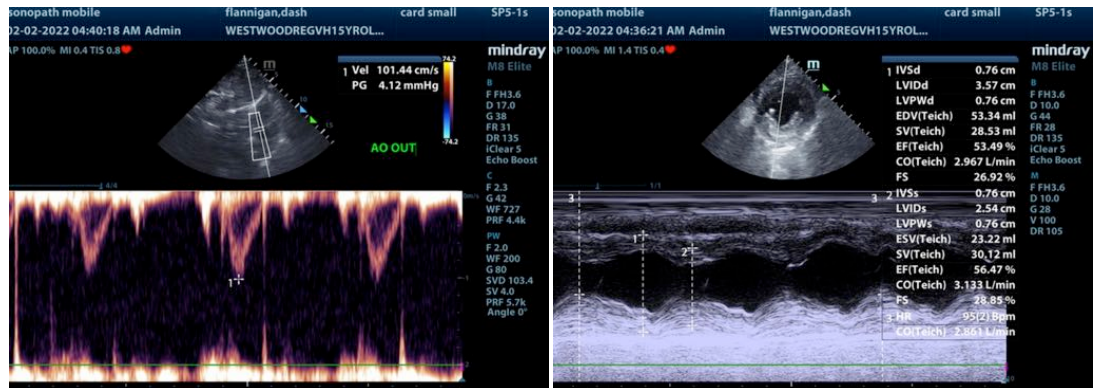 sonopath mobile flannigan,dash card small SP5-1s
02-02-2022 04:40:18 AM Admin WESTWOODREGVH15YROL...
AP 100.0% MI 0.4 TIS 0.8
mindray
M8 Elite
1 Vel 101.44 cm/s
PG 4.12 mmHg
74.2
-74.2
m
10
15
AO OUT
B
F FH3.6
D 17.0
G 38
FR 31
DR 135
iClear 5
Echo Boost
C
F 2.3
G 42
WF 727
PRF 4.4k
PW
F 2.0
WF 200
G 80
SVD 103.4
SV 4.0
PRF 5.7k
Angle 0°
4/4
1
sonopath mobile flannigan,dash card small SP5-1s
02-02-2022 04:36:21 AM Admin WESTWOODREGVH15YROL...
AP 100.0% MI 1.4 TIS 0.4
mindray
M8 Elite
m
1 IVSd 0.76 cm
LVIDd 3.57 cm
LVPWd 0.76 cm
EDV(Teich) 53.34 ml
SV(Teich) 28.53 ml
EF(Teich) 53.49 %
CO(Teich) 2.967 L/min
FS 26.92 %
2 IVSs 0.76 cm
LVIDs 2.54 cm
LVPWs 0.76 cm
ESV(Teich) 23.22 ml
SV(Teich) 30.12 ml
EF(Teich) 56.47 %
CO(Teich) 3.133 L/min
FS 28.85 %
3 HR 95(2) Bpm
CO(Teich) 2.861 L/min
B
F FH3.6
D 10.0
G 44
FR 28
DR 135
iClear 5
Echo Boost
M
F FH3.6
D 10.0
G 28
V 100
DR 105
1/1
3
3
1
2